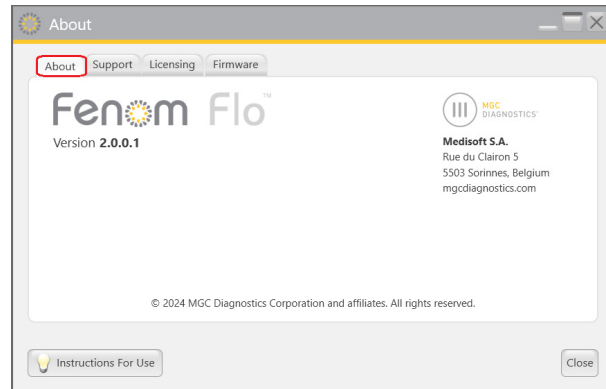 About
About Support Licensing Firmware
Fenom Flo™
Version 2.0.0.1
MGC
DIAGNOSTICS
Medisoft S.A.
Rue du Clairon 5
5503 Sorinnes, Belgium
mgcdiagnostics.com
© 2024 MGC Diagnostics Corporation and affiliates. All rights reserved.
Instructions For Use
Close